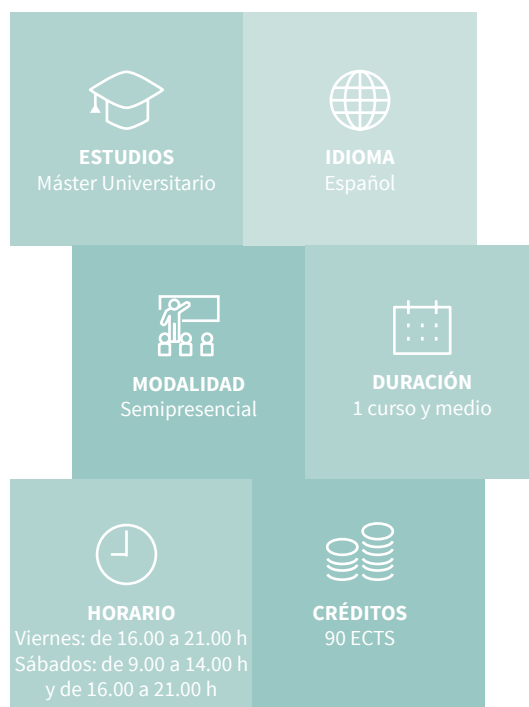 ESTUDIOS
Máster Universitario
IDIOMA
Español
MODALIDAD
Semipresencial
DURACIÓN
1 curso y medio
HORARIO
Viernes: de 16.00 a 21.00 h
Sábados: de 9.00 a 14.00 h
y de 16.00 a 21.00 h
CRÉDITOS
90 ECTS